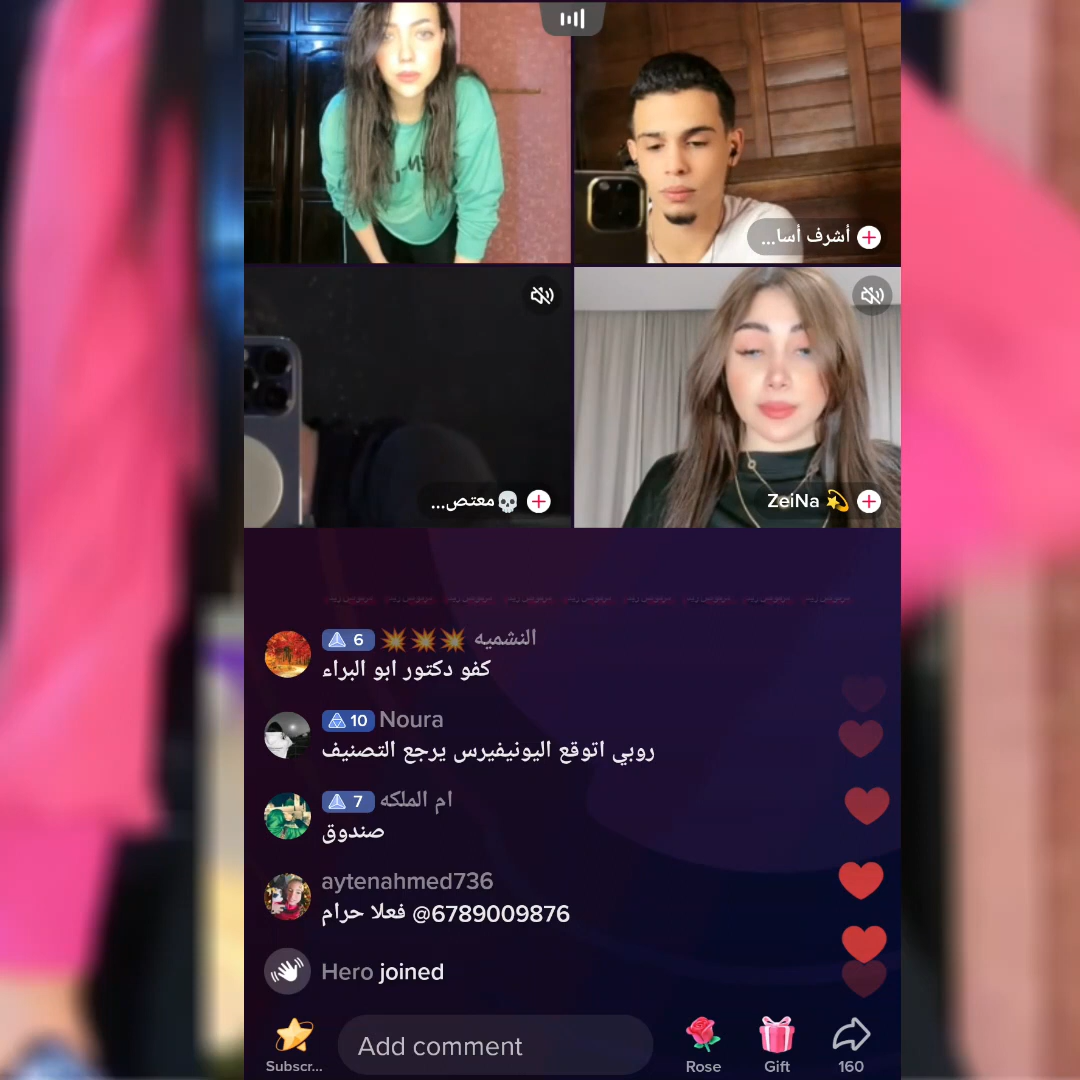 أشرف أسا...
معتص...
ZeiNa
6 النشميه
كفو دكتور ابو البراء
10 Noura
روبي اتوقع اليونيفيرس يرجع التصنيف
7 ام الملكه
صندوق
aytenahmed736
@6789009876 فعلا حرام
Hero joined
Subscr...
Add comment
Rose
Gift
160